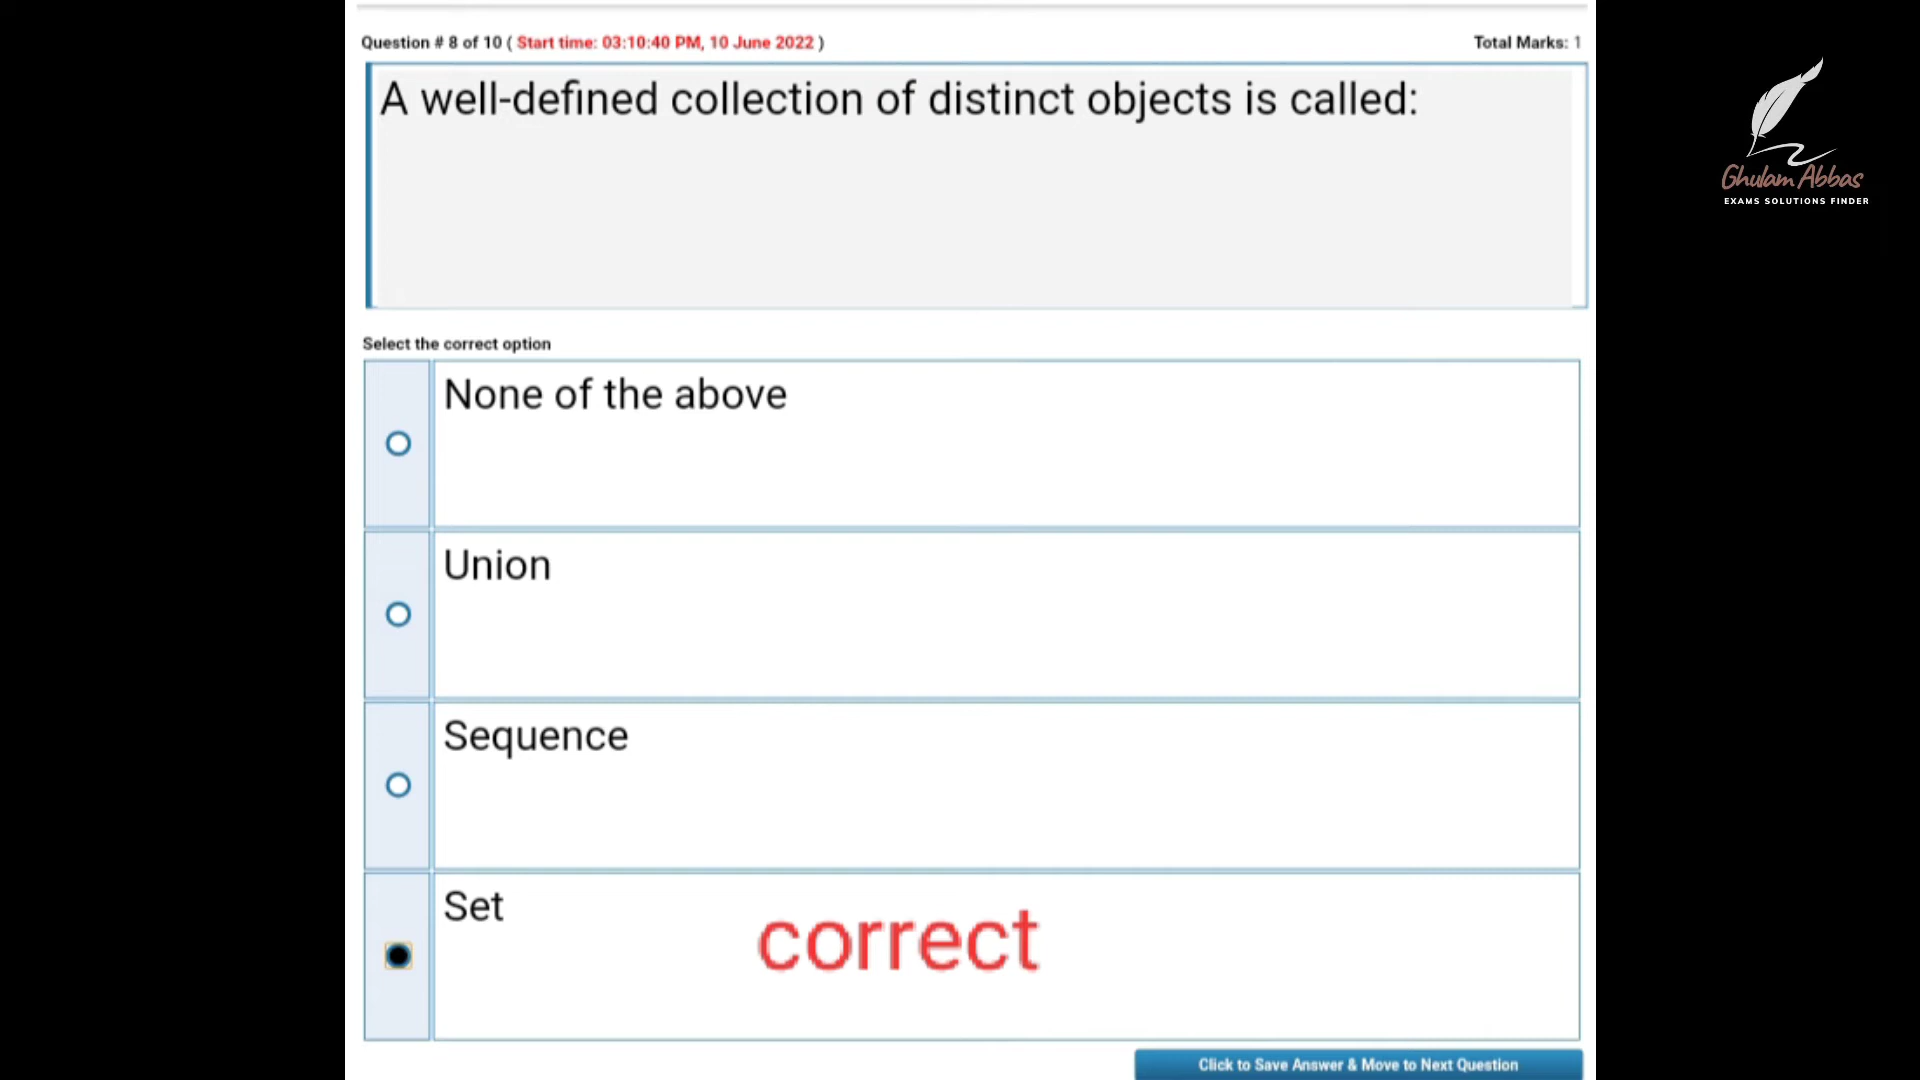 Question # 8 of 10 ( Start time: 03:10:40 PM, 10 June 2022 )
Total Marks: 1
A well-defined collection of distinct objects is called:
Ghulam Abbas
EXAMS SOLUTIONS FINDER
Select the correct option
None of the above
Union
Sequence
Set
correct
Click to Save Answer & Move to Next Question